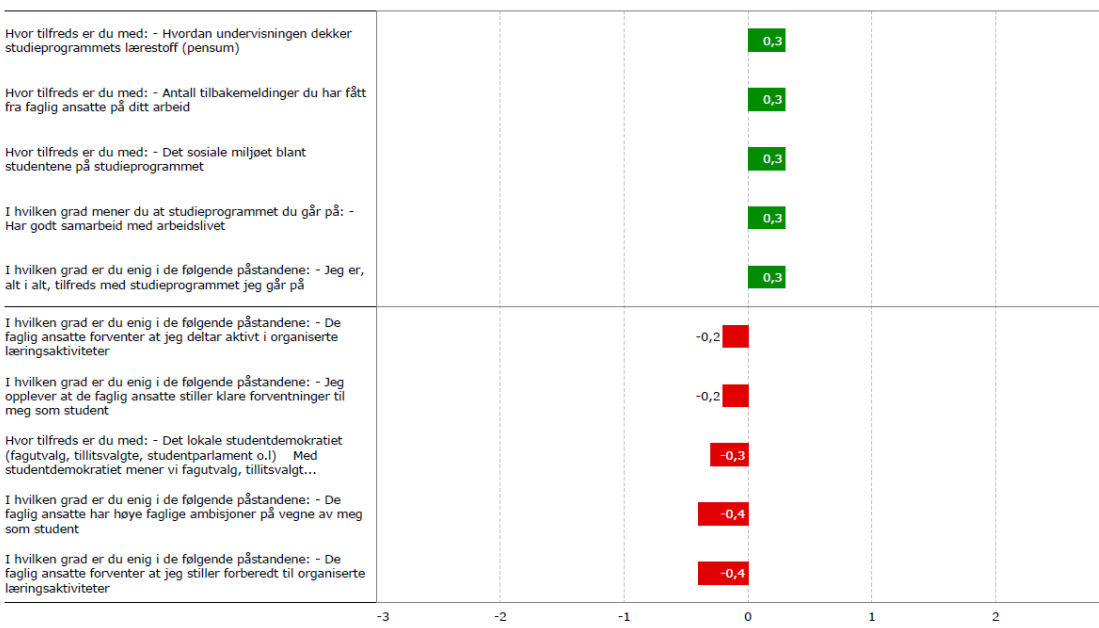 Hvor tilfreds er du med: - Hvordan undervisningen dekker
studieprogrammets lærestoff (pensum)
0,3
Hvor tilfreds er du med: - Antall tilbakemeldinger du har fått
fra faglig ansatte på ditt arbeid
0,3
Hvor tilfreds er du med: - Det sosiale miljøet blant
studentene på studieprogrammet
0,3
I hvilken grad mener du at studieprogrammet du går på: -
Har godt samarbeid med arbeidslivet
0,3
I hvilken grad er du enig i de følgende påstandene: - Jeg er,
alt i alt, tilfreds med studieprogrammet jeg går på
0,3
I hvilken grad er du enig i de følgende påstandene: - De
faglig ansatte forventer at jeg deltar aktivt i organiserte
læringsaktiviteter
-0,2
I hvilken grad er du enig i de følgende påstandene: - Jeg
opplever at de faglig ansatte stiller klare forventninger til
meg som student
-0,2
Hvor tilfreds er du med: - Det lokale studentdemokratiet
(fagutvalg, tillitsvalgte, studentparlament o.l) Med
studentdemokratiet mener vi fagutvalg, tillitsvalgt...
-0,3
I hvilken grad er du enig i de følgende påstandene: - De
faglig ansatte har høye faglige ambisjoner på vegne av meg
som student
-0,4
I hvilken grad er du enig i de følgende påstandene: - De
faglig ansatte forventer at jeg stiller forberedt til organiserte
læringsaktiviteter
-0,4
-3 -2 -1 0 1 2